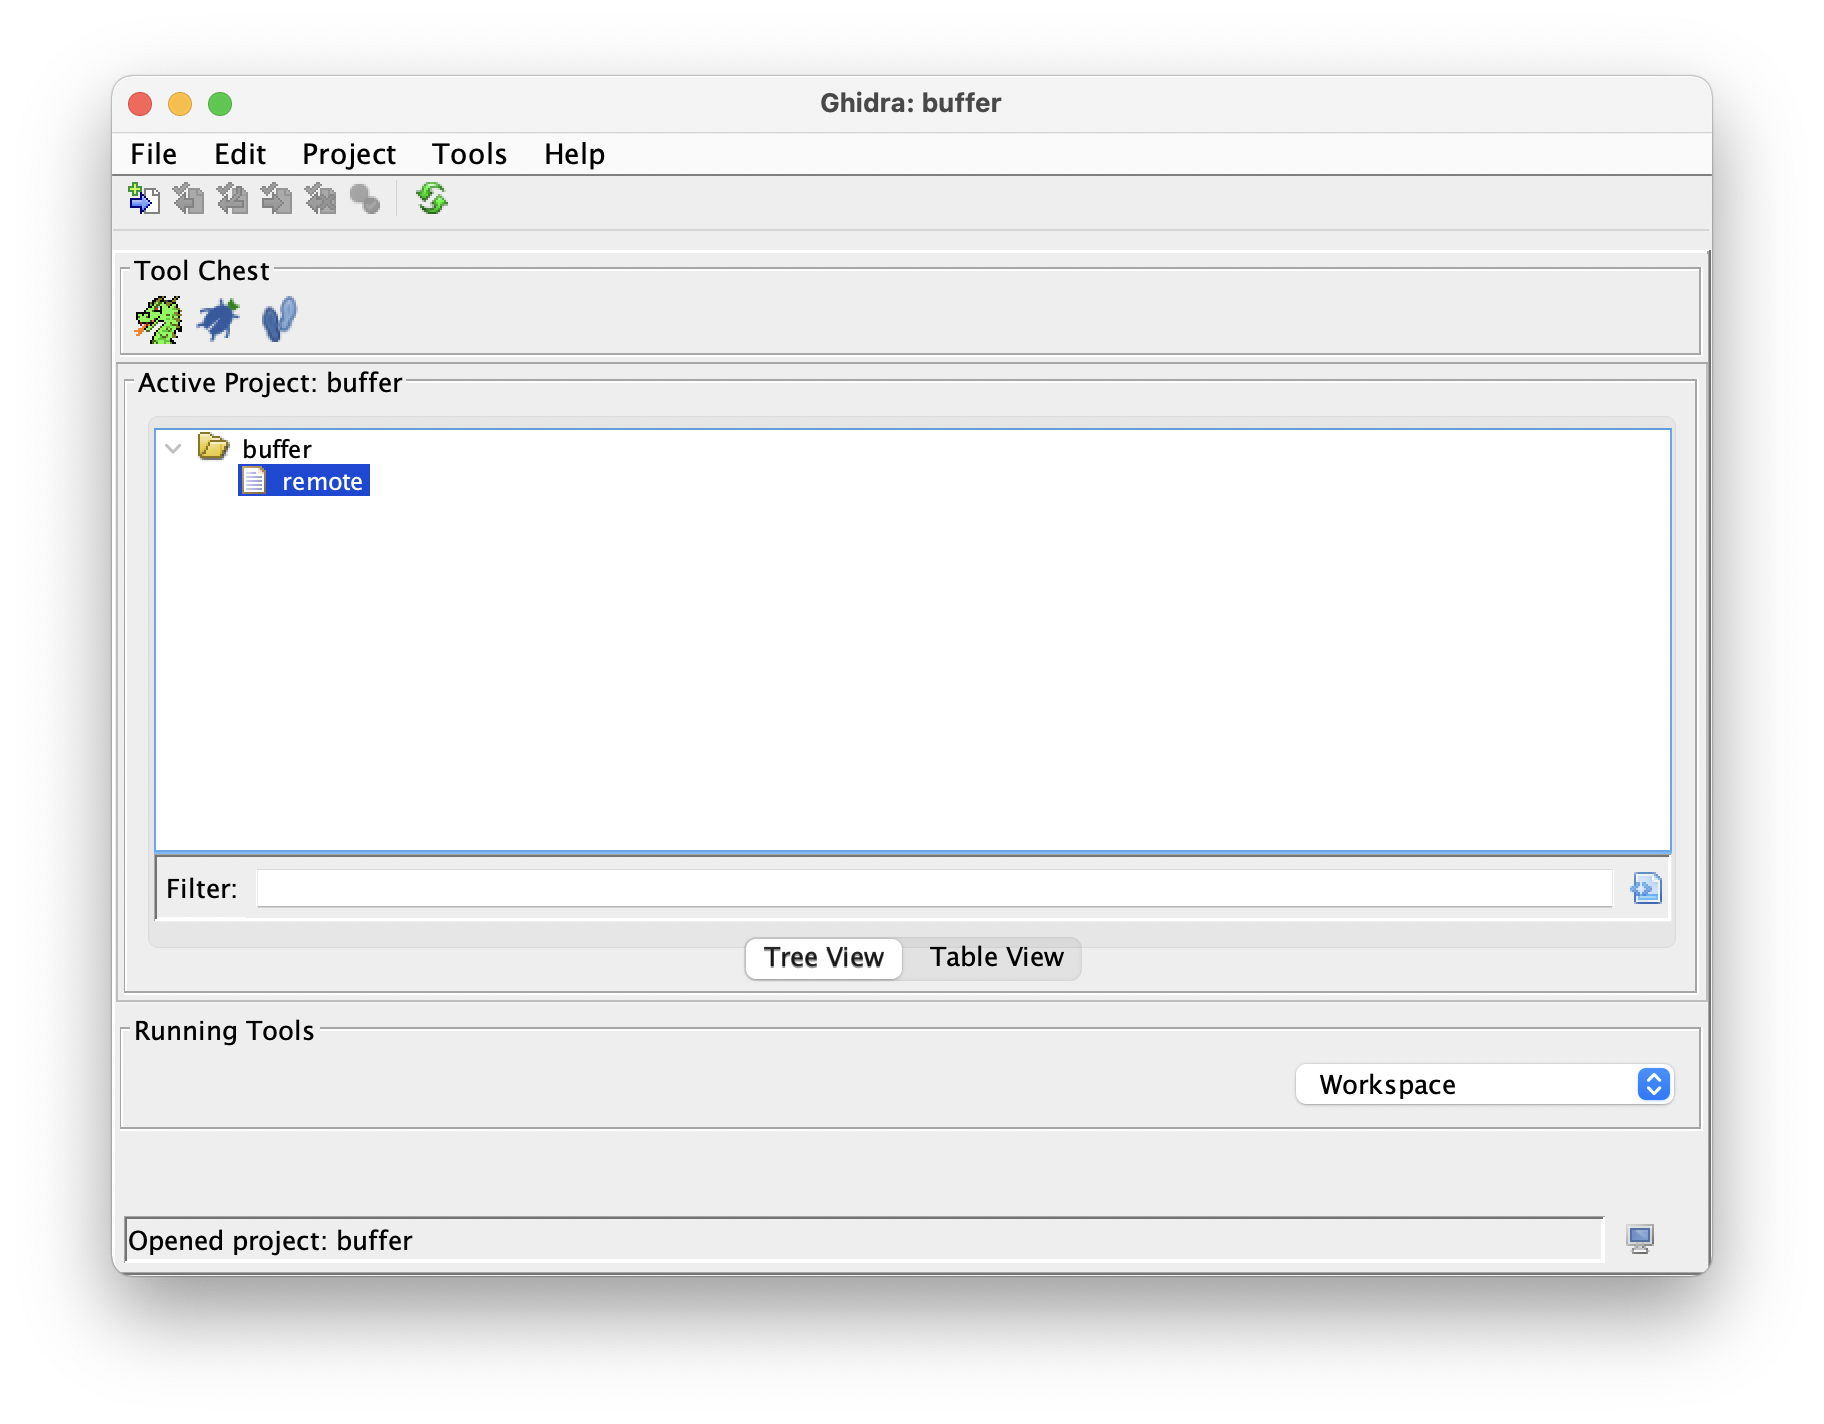 Ghidra: buffer
File Edit Project Tools Help
Tool Chest
Active Project: buffer
buffer
remote
Filter:
Tree View Table View
Running Tools
Workspace
Opened project: buffer